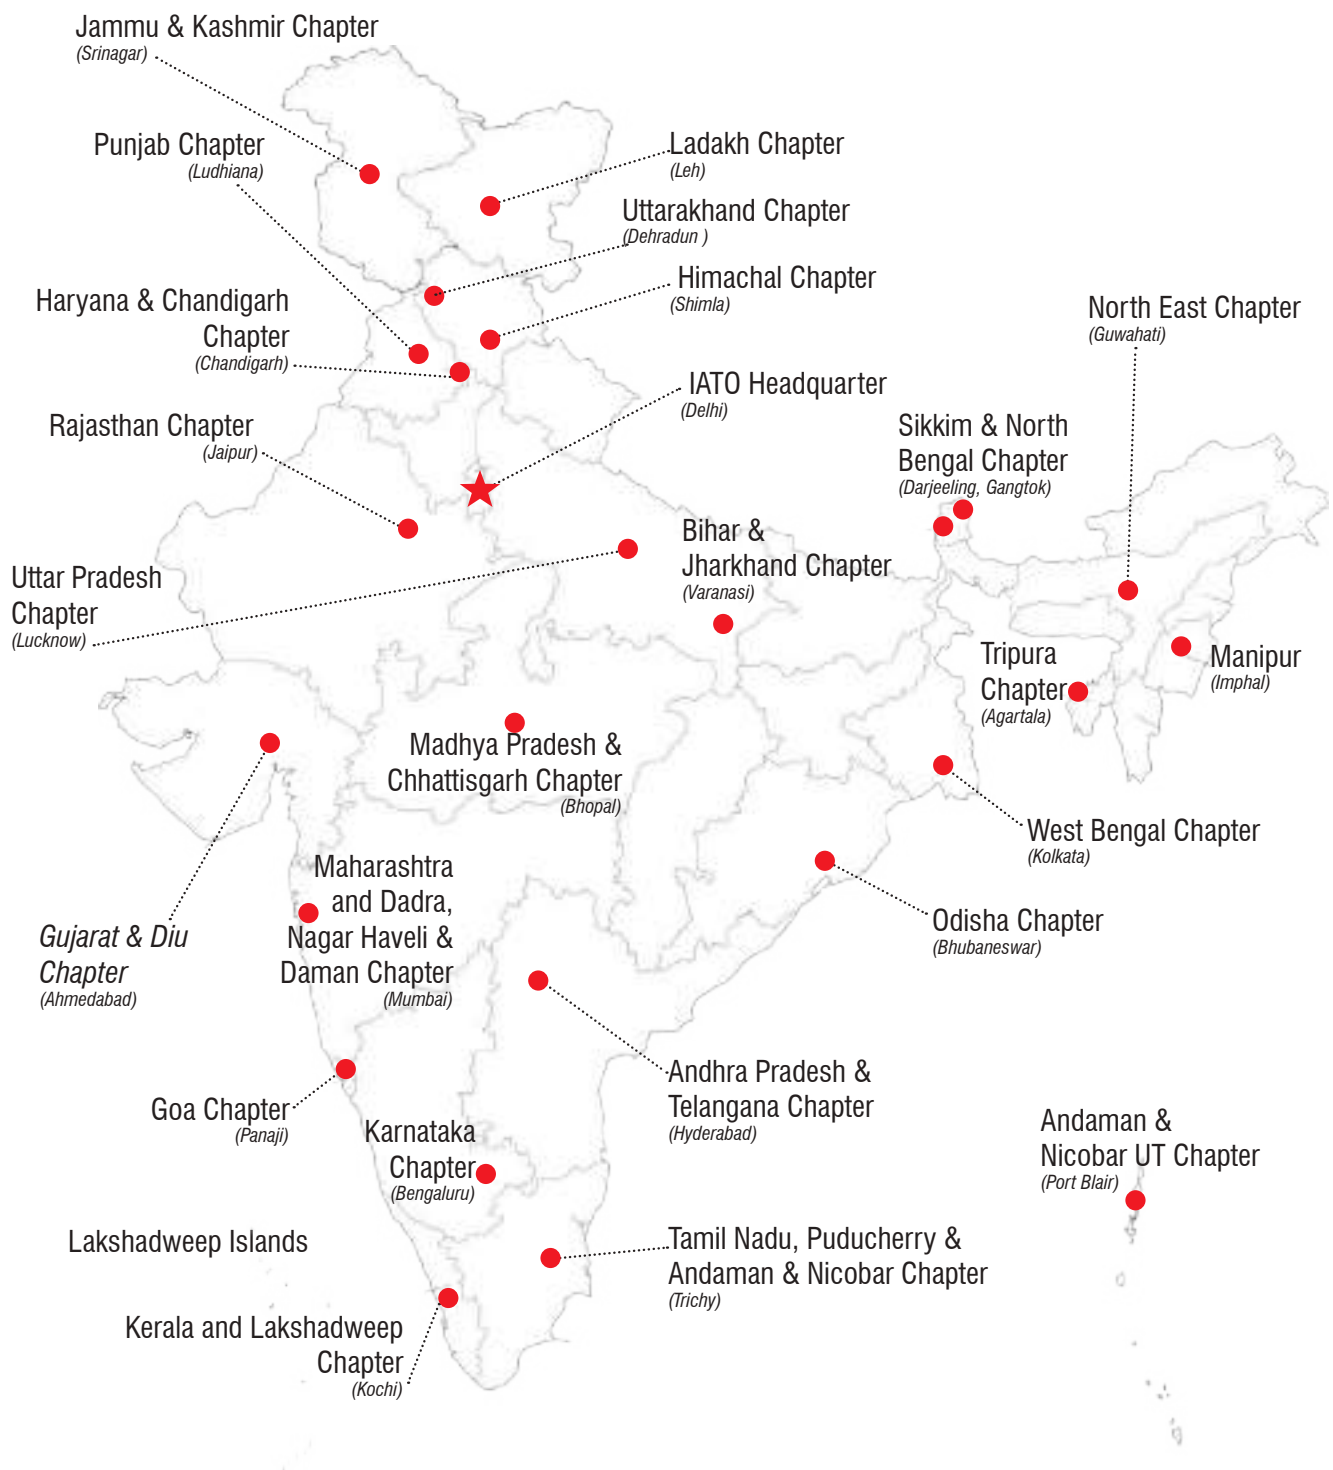 Jammu & Kashmir Chapter
(Srinagar)
Punjab Chapter
(Ludhiana)
Ladakh Chapter
(Leh)
Uttarakhand Chapter
(Dehradun )
Himachal Chapter
(Shimla)
Haryana & Chandigarh
Chapter
(Chandigarh)
North East Chapter
(Guwahati)
IATO Headquarter
(Delhi)
Rajasthan Chapter
(Jaipur)
Sikkim & North
Bengal Chapter
(Darjeeling, Gangtok)
Bihar &
Jharkhand Chapter
(Varanasi)
Uttar Pradesh
Chapter
(Lucknow)
Tripura
Chapter
(Agartala)
Manipur
(Imphal)
Madhya Pradesh &
Chhattisgarh Chapter
(Bhopal)
West Bengal Chapter
(Kolkata)
Maharashtra
and Dadra,
Nagar Haveli &
Daman Chapter
(Mumbai)
Gujarat & Diu
Chapter
(Ahmedabad)
Odisha Chapter
(Bhubaneswar)
Andhra Pradesh &
Telangana Chapter
(Hyderabad)
Goa Chapter
(Panaji)
Karnataka
Chapter
(Bengaluru)
Andaman &
Nicobar UT Chapter
(Port Blair)
Lakshadweep Islands
Tamil Nadu, Puducherry &
Andaman & Nicobar Chapter
(Trichy)
Kerala and Lakshadweep
Chapter
(Kochi)